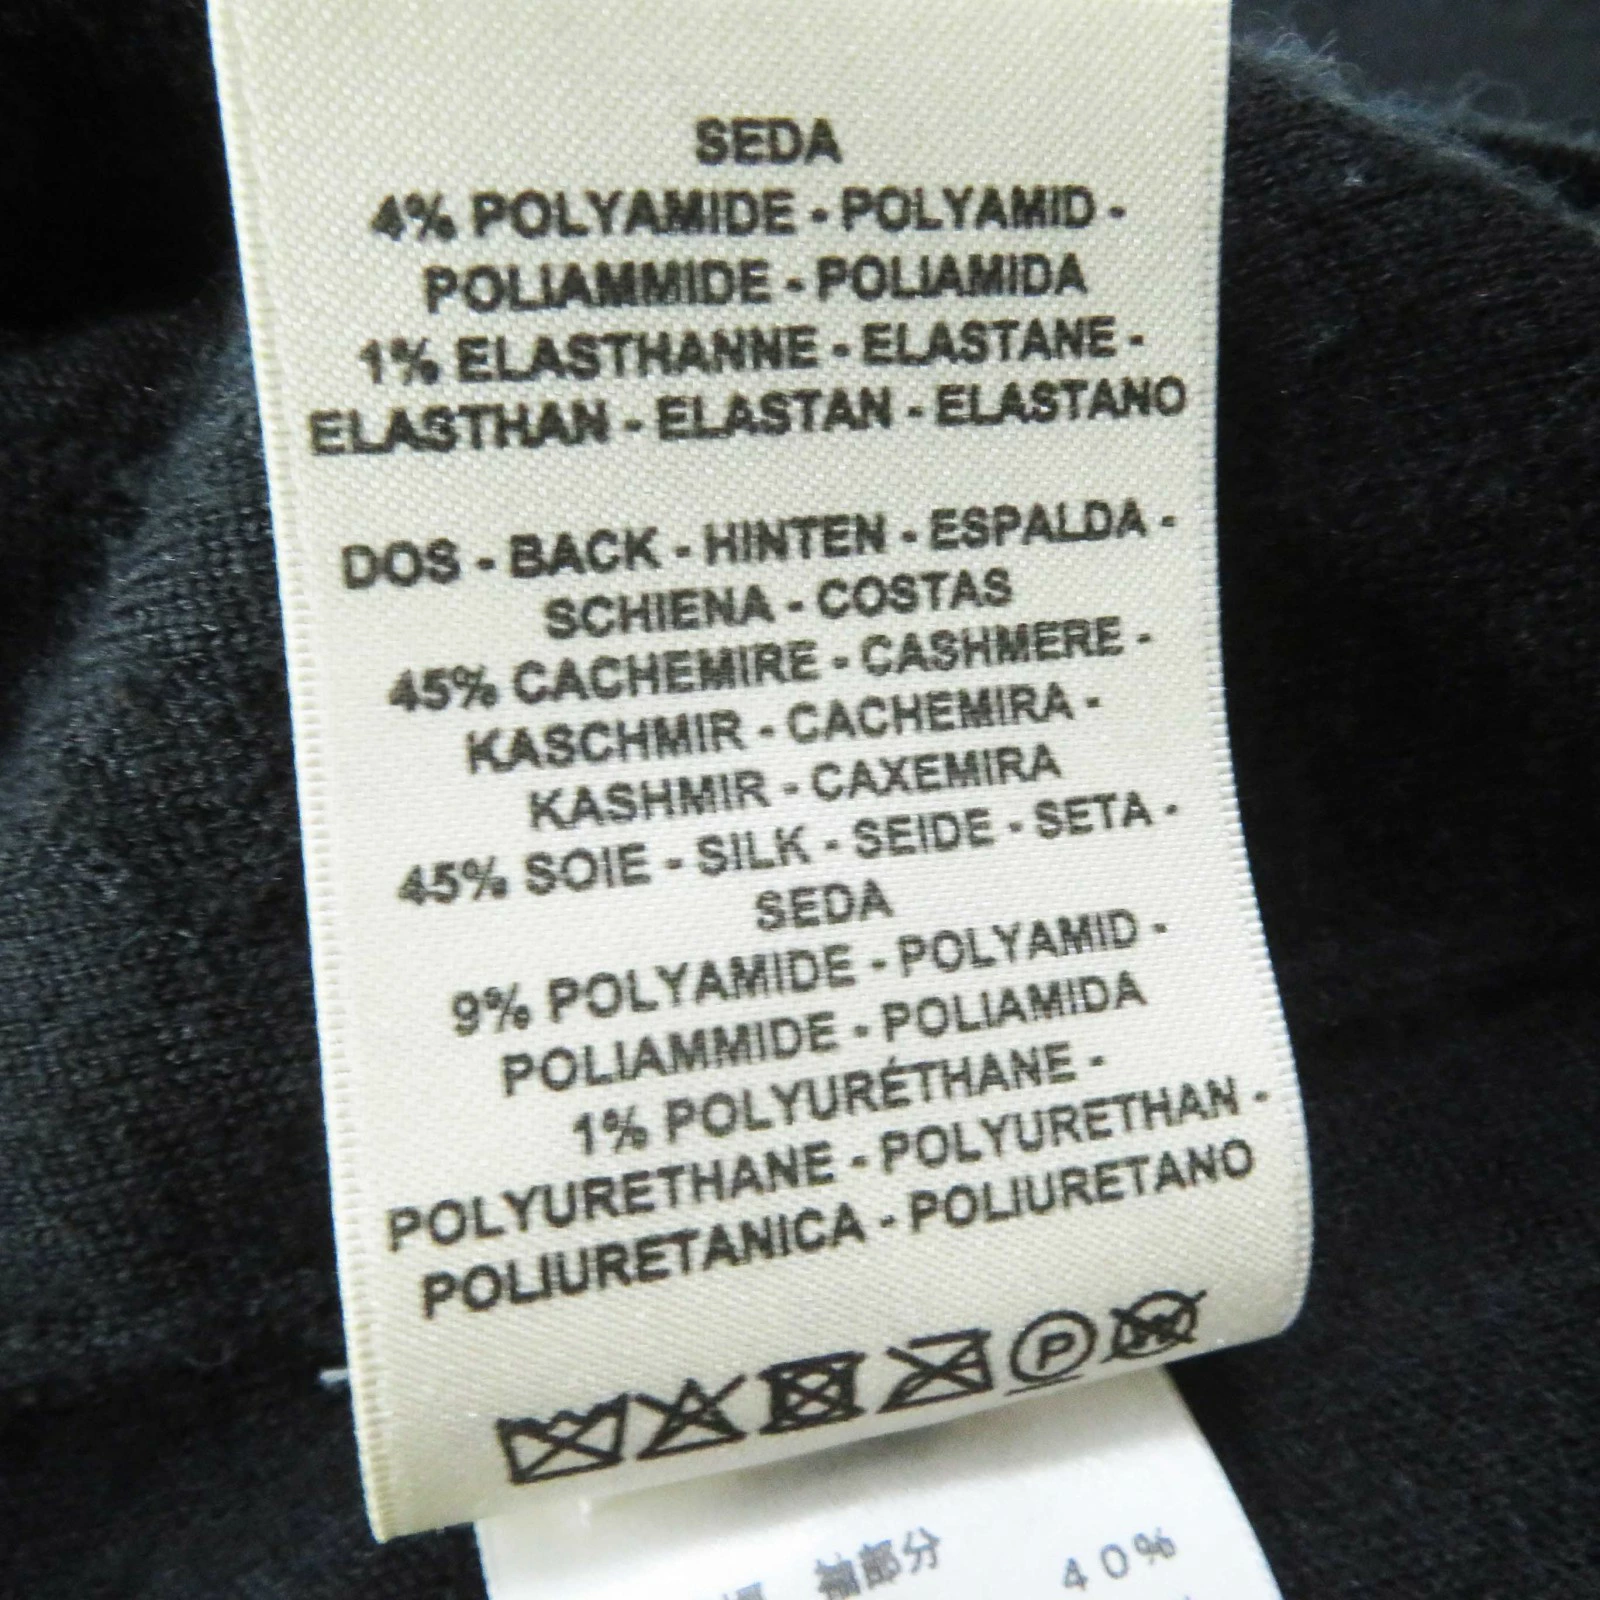 SEDA
4% POLYAMIDE - POLYAMID -
POLIAMMIDE - POLIAMIDA
1% ELASTHANNE - ELASTANE -
ELASTHAN - ELASTAN - ELASTANO
DOS - BACK - HINTEN - ESPALDA -
SCHIENA - COSTAS
45% CACHEMIRE - CASHMERE -
KASCHMIR - CACHEMIRA -
KASHMIR - CAXEMIRA
45% SOIE - SILK - SEIDE - SETA -
SEDA
9% POLYAMIDE - POLYAMID -
POLIAMMIDE - POLIAMIDA
1% POLYURÉTHANE -
POLYURETHANE - POLYURETHAN -
POLIURETANICA - POLIURETANO
P W
袖部分 40%